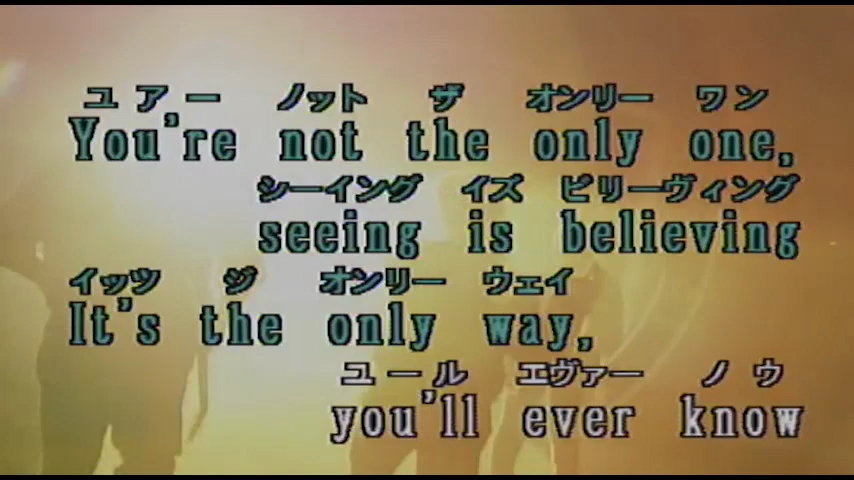 ユアー ノット ザ オンリー ワン
You're not the only one,
シーイング イズ ビリーヴィング
seeing is believing
イッツ ジ オンリー ウェイ
It's the only way,
ユール エヴァー ノウ
you'll ever know